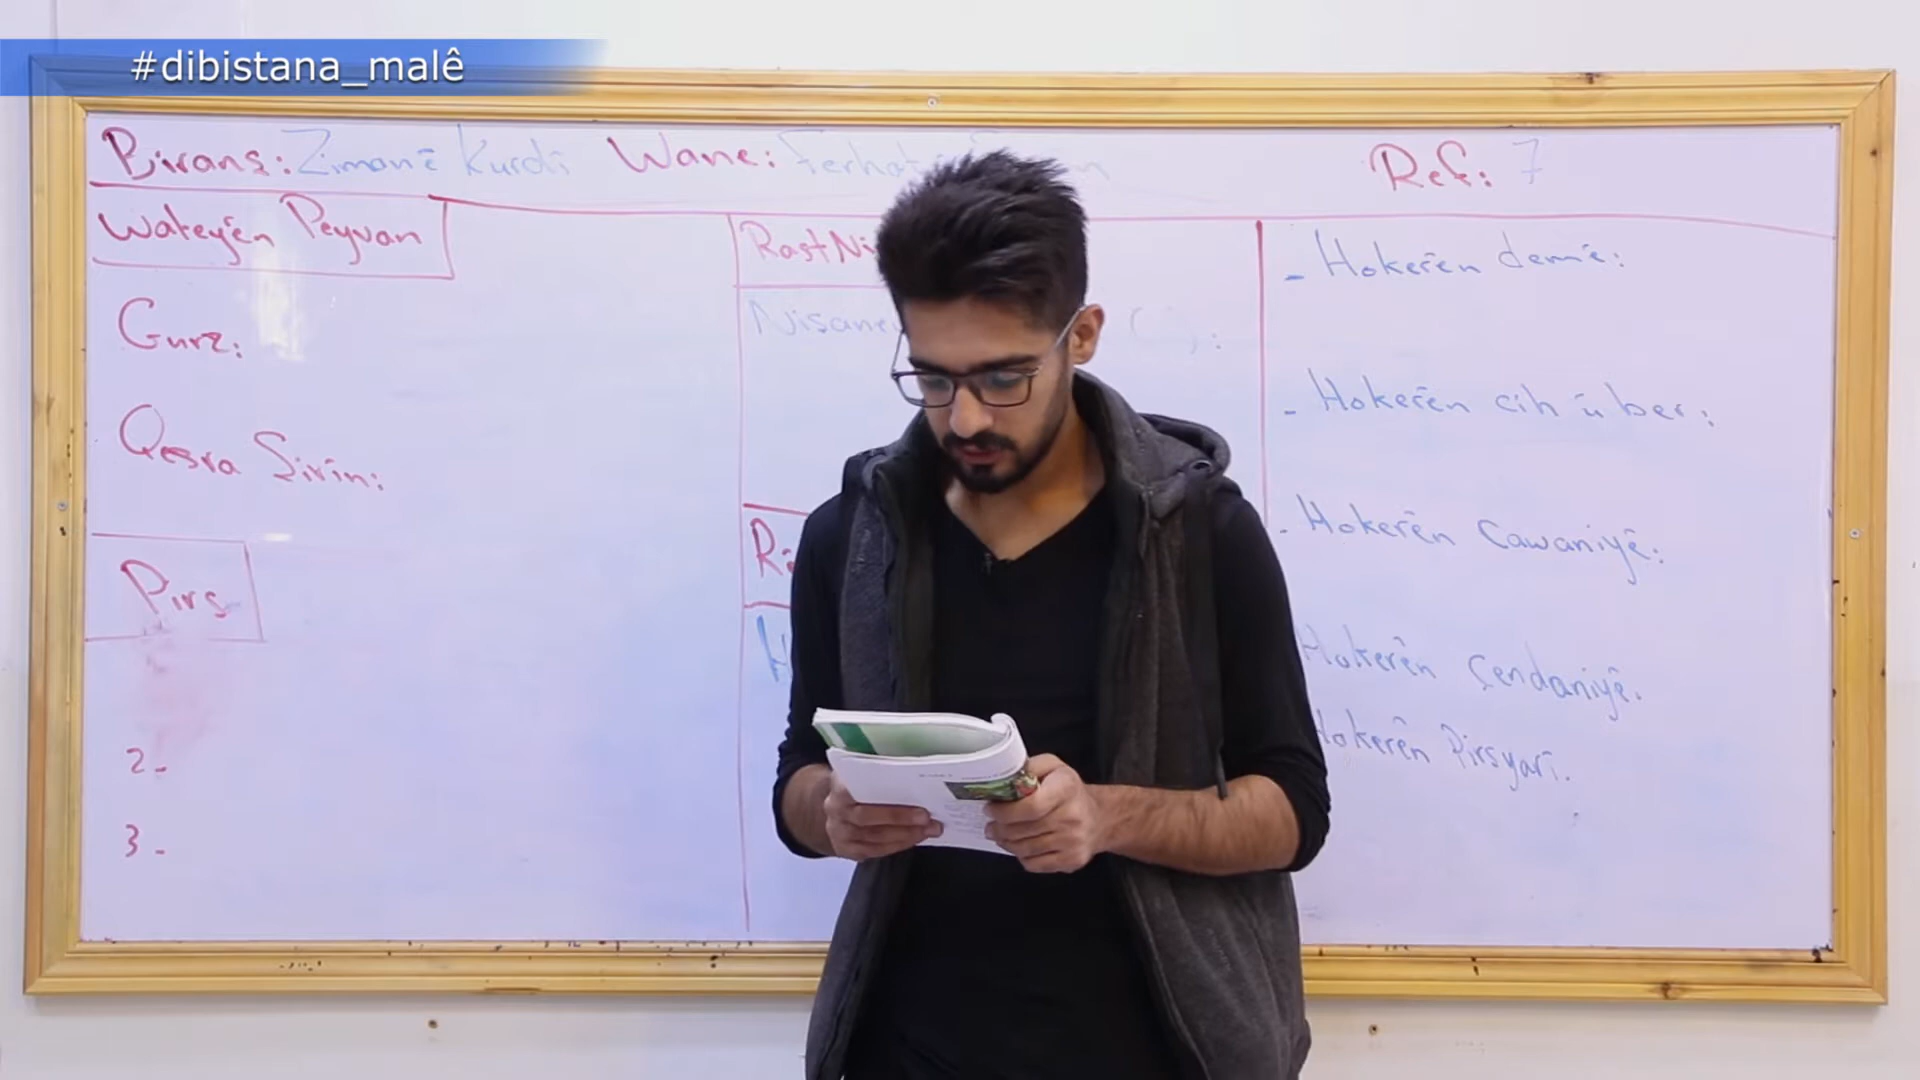 #dibistana_malê
Biranş: Zimanê Kurdî Wane: Ref: 7
Wateyên Peyvan
Gurz:
Qesra Şirîn:
Pirs
2-
3-
- Hokerên demê:
- Hokerên cih û ber:
- Hokerên Çawaniyê:
Hokerên Çendaniyê.
Hokerên Pirsyarî.